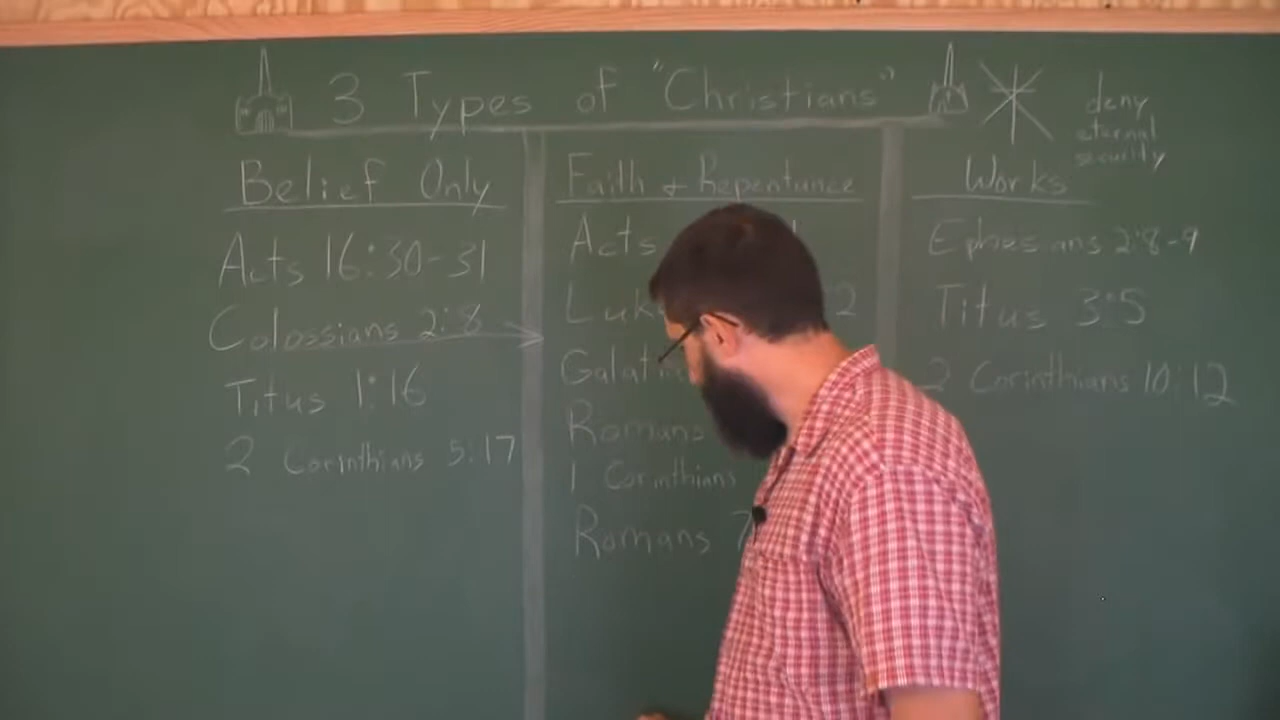 3 Types of "Christians"
deny
eternal
security
Belief Only
Acts 16:30-31
Colossians 2:8
Titus 1:16
2 Corinthians 5:17
Faith & Repentance
Acts
Romans
1 Corinthians
Romans 7
Works
Ephesians 2:8-9
Titus 3:5
2 Corinthians 10:12